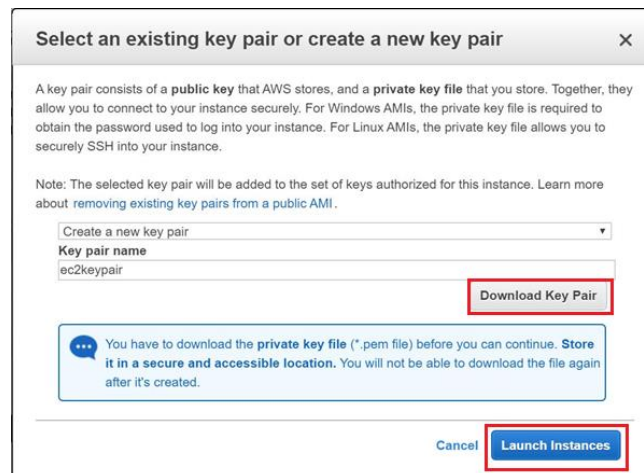 Select an existing key pair or create a new key pair
A key pair consists of a public key that AWS stores, and a private key file that you store. Together, they
allow you to connect to your instance securely. For Windows AMIs, the private key file is required to
obtain the password used to log into your instance. For Linux AMIs, the private key file allows you to
securely SSH into your instance.
Note: The selected key pair will be added to the set of keys authorized for this instance. Learn more
about removing existing key pairs from a public AMI .
Create a new key pair
Key pair name
ec2keypair
Download Key Pair
You have to download the private key file (*.pem file) before you can continue. Store
it in a secure and accessible location. You will not be able to download the file again
after it's created.
Cancel Launch Instances